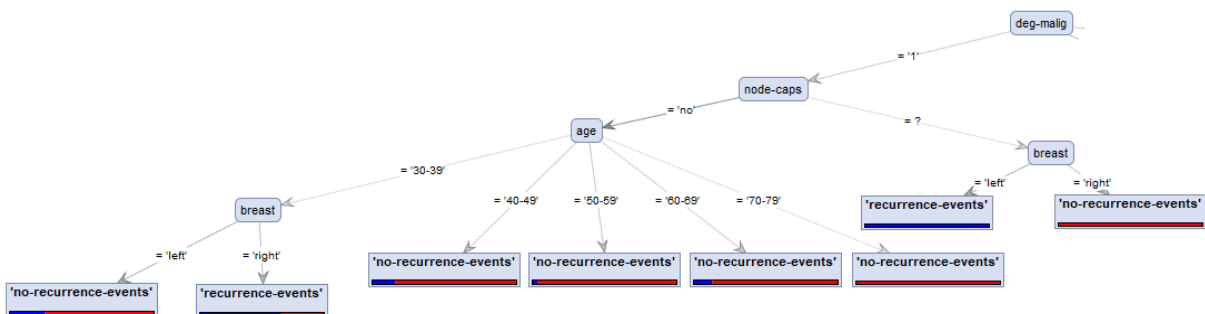 deg-malig
= '1'
node-caps
= 'no'
= ?
age
breast
= '30-39'
= '40-49'
= '50-59'
= '60-69'
= '70-79'
= 'left'
= 'right'
breast
'recurrence-events'
'no-recurrence-events'
= 'left'
= 'right'
'no-recurrence-events'
'no-recurrence-events'
'no-recurrence-events'
'no-recurrence-events'
'no-recurrence-events'
'recurrence-events'